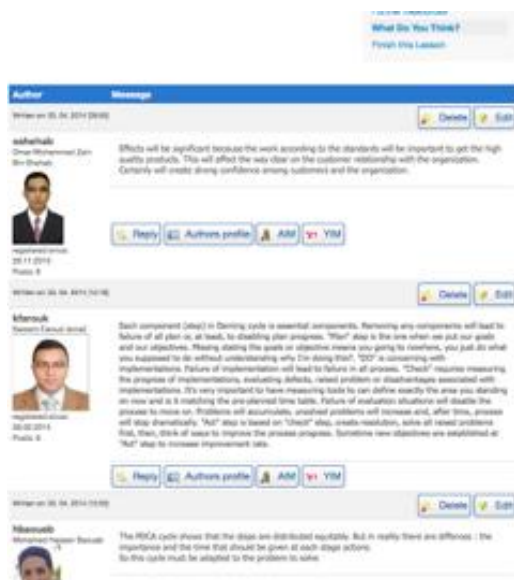 What Do You Think?
Finish this Lesson
Author Message
Delete Edit
Effects will be significant because the work according to the standards will be important to get the high
quality products. This will affect the way clear on the customer relationship with the organization.
Certainly will create strong confidence among customers and the organization.
Reply Authors profile AIM YIM
registered since:
Posts: 6
Delete Edit
kfarouk
Each component (step) in Deming cycle is essential components. Removing any components will lead to
failure of all plan or, at least, to disabling plan progress. "Plan" step is the one when we put our goals
and our objectives. Missing stating the goals or objective means you going to nowhere, you just do what
you supposed to do without understanding why I'm doing this?. "DO" is concerning with
implementations. Failure of implementation will lead to failure in all process. "Check" requires measuring
the progress of implementations, evaluating defects, raised problem or disadvantages associated with
implementations. It's very important to have measuring tools to can define exactly the area you standing
on now and is it matching the pre-planned time table. Failure of evaluation situations will disable the
process to move on. Problems will accumulate, unsolved problems will increase and, after time, process
will stop dramatically. "Act" step is based on "check" step, create resolution, solve all raised problems
first, then, think of ways to improve the process progress. Sometime new objectives are established at
"Act" step to increase improvement rate.
registered since:
Posts: 6
Reply Authors profile AIM YIM
Delete Edit
The PDCA cycle shows that the steps are distributed equitably. But in reality there are differences : the
importance and the time that should be given at each stage actions.
So this cycle must be adapted to the problem to solve